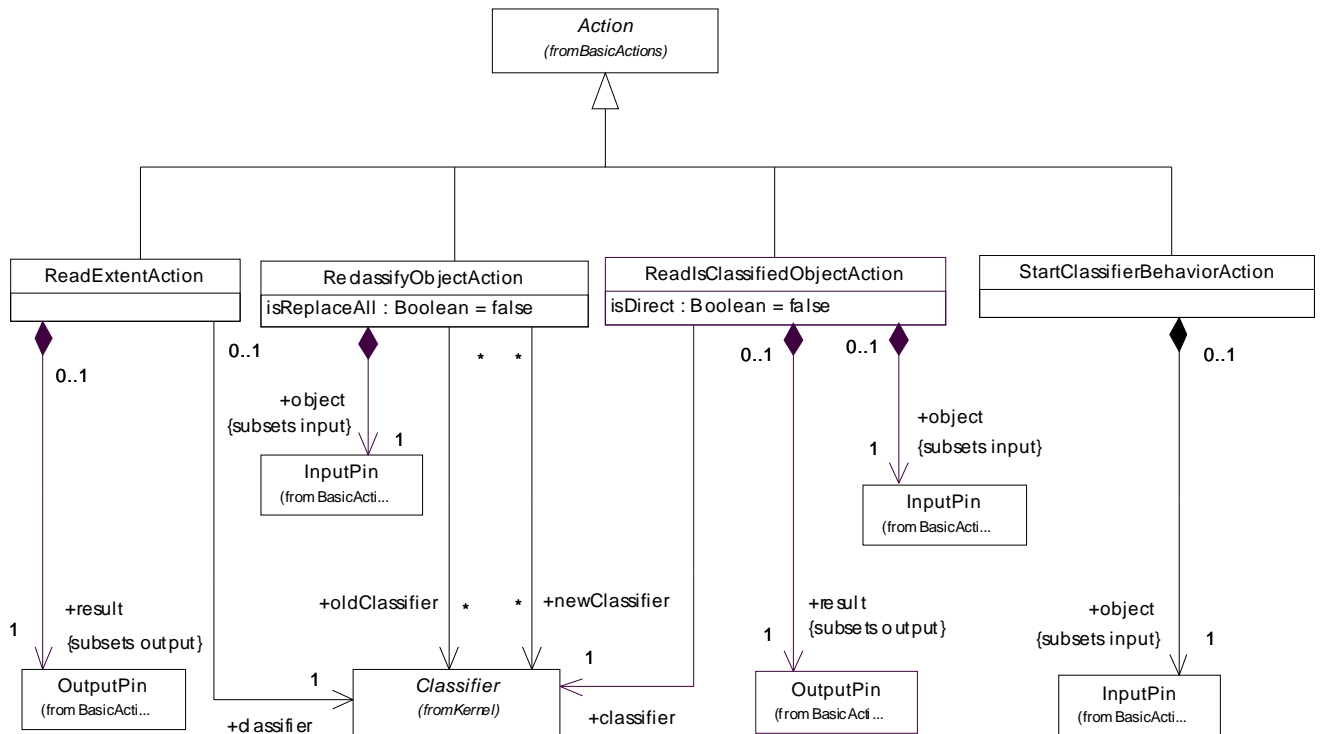 Action
(fromBasicActions)
ReadExtentAction
ReclassifyObjectAction
isReplaceAll : Boolean = false
ReadIsClassifiedObjectAction
isDirect : Boolean = false
StartClassifierBehaviorAction
0..1
0..1
*
*
0..1
0..1
0..1
+object
{subsets input}
1
InputPin
(from BasicActi...
+object
{subsets input}
1
InputPin
(from BasicActi...
+oldClassifier
*
*
+newClassifier
+result
{subsets output}
1
OutputPin
(from BasicActi...
1
+classifier
Classifier
(fromKernel)
1
+classifier
+result
{subsets output}
1
OutputPin
(from BasicActi...
+object
{subsets input}
1
InputPin
(from BasicActi...